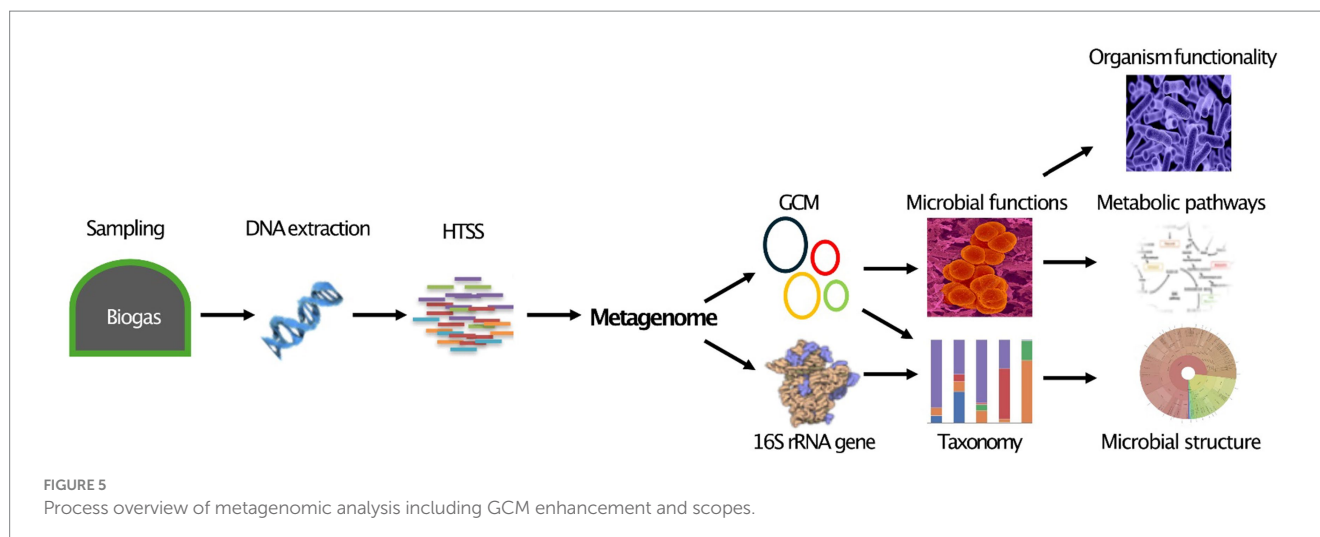 Organism functionality
Sampling
DNA extraction
HTSS
GCM
Microbial functions
Metabolic pathways
Biogas
Metagenome
16S rRNA gene
Taxonomy
Microbial structure
FIGURE 5
Process overview of metagenomic analysis including GCM enhancement and scopes.